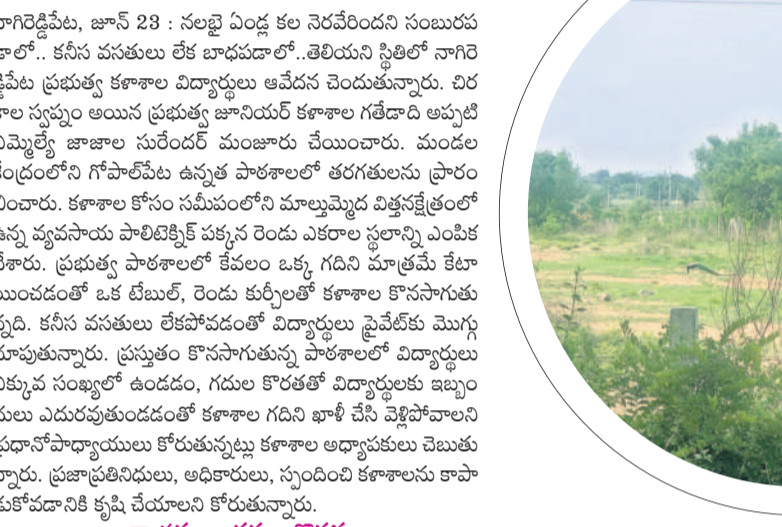 నాగిరెడ్డిపేట, జూన్ 23 : నలభై ఏండ్ల కల నెరవేరిందని సంబురప
డాలో.. కనీస వసతులు లేక బాధపడాలో..తెలియని స్థితిలో నాగిరె
డ్డిపేట ప్రభుత్వ కళాశాల విద్యార్థులు ఆవేదన చెందుతున్నారు. చిర
కాల స్వప్నం అయిన ప్రభుత్వ జూనియర్ కళాశాల గతేడాది అప్పటి
ఎమ్మెల్యే జాజాల సురేందర్ మంజూరు చేయించారు. మండల
కేంద్రంలోని గోపాల్‌పేట ఉన్నత పాఠశాలలో తరగతులను ప్రారం
భించారు. కళాశాల కోసం సమీపంలోని మాల్తుమ్మెద విత్తనక్షేత్రంలో
ఉన్న వ్యవసాయ పాలిటెక్నిక్ పక్కన రెండు ఎకరాల స్థలాన్ని ఎంపిక
చేశారు. ప్రభుత్వ పాఠశాలలో కేవలం ఒక్క గదిని మాత్రమే కేటా
యించడంతో ఒక టేబుల్, రెండు కుర్చీలతో కళాశాల కొనసాగుతు
న్నది. కనీస వసతులు లేకపోవడంతో విద్యార్థులు ప్రైవేట్‌కు మొగ్గు
చూపుతున్నారు. ప్రస్తుతం కొనసాగుతున్న పాఠశాలలో విద్యార్థులు
ఎక్కువ సంఖ్యలో ఉండడం, గదుల కొరతతో విద్యార్థులకు ఇబ్బం
దులు ఎదురవుతుండడంతో కళాశాల గదిని ఖాళీ చేసి వెళ్లిపోవాలని
ప్రధానోపాధ్యాయులు కోరుతున్నట్లు కళాశాల అధ్యాపకులు చెబుతు
న్నారు. ప్రజాప్రతినిధులు, అధికారులు, స్పందించి కళాశాలను కాపా
డుకోవడానికి కృషి చేయాలని కోరుతున్నారు.